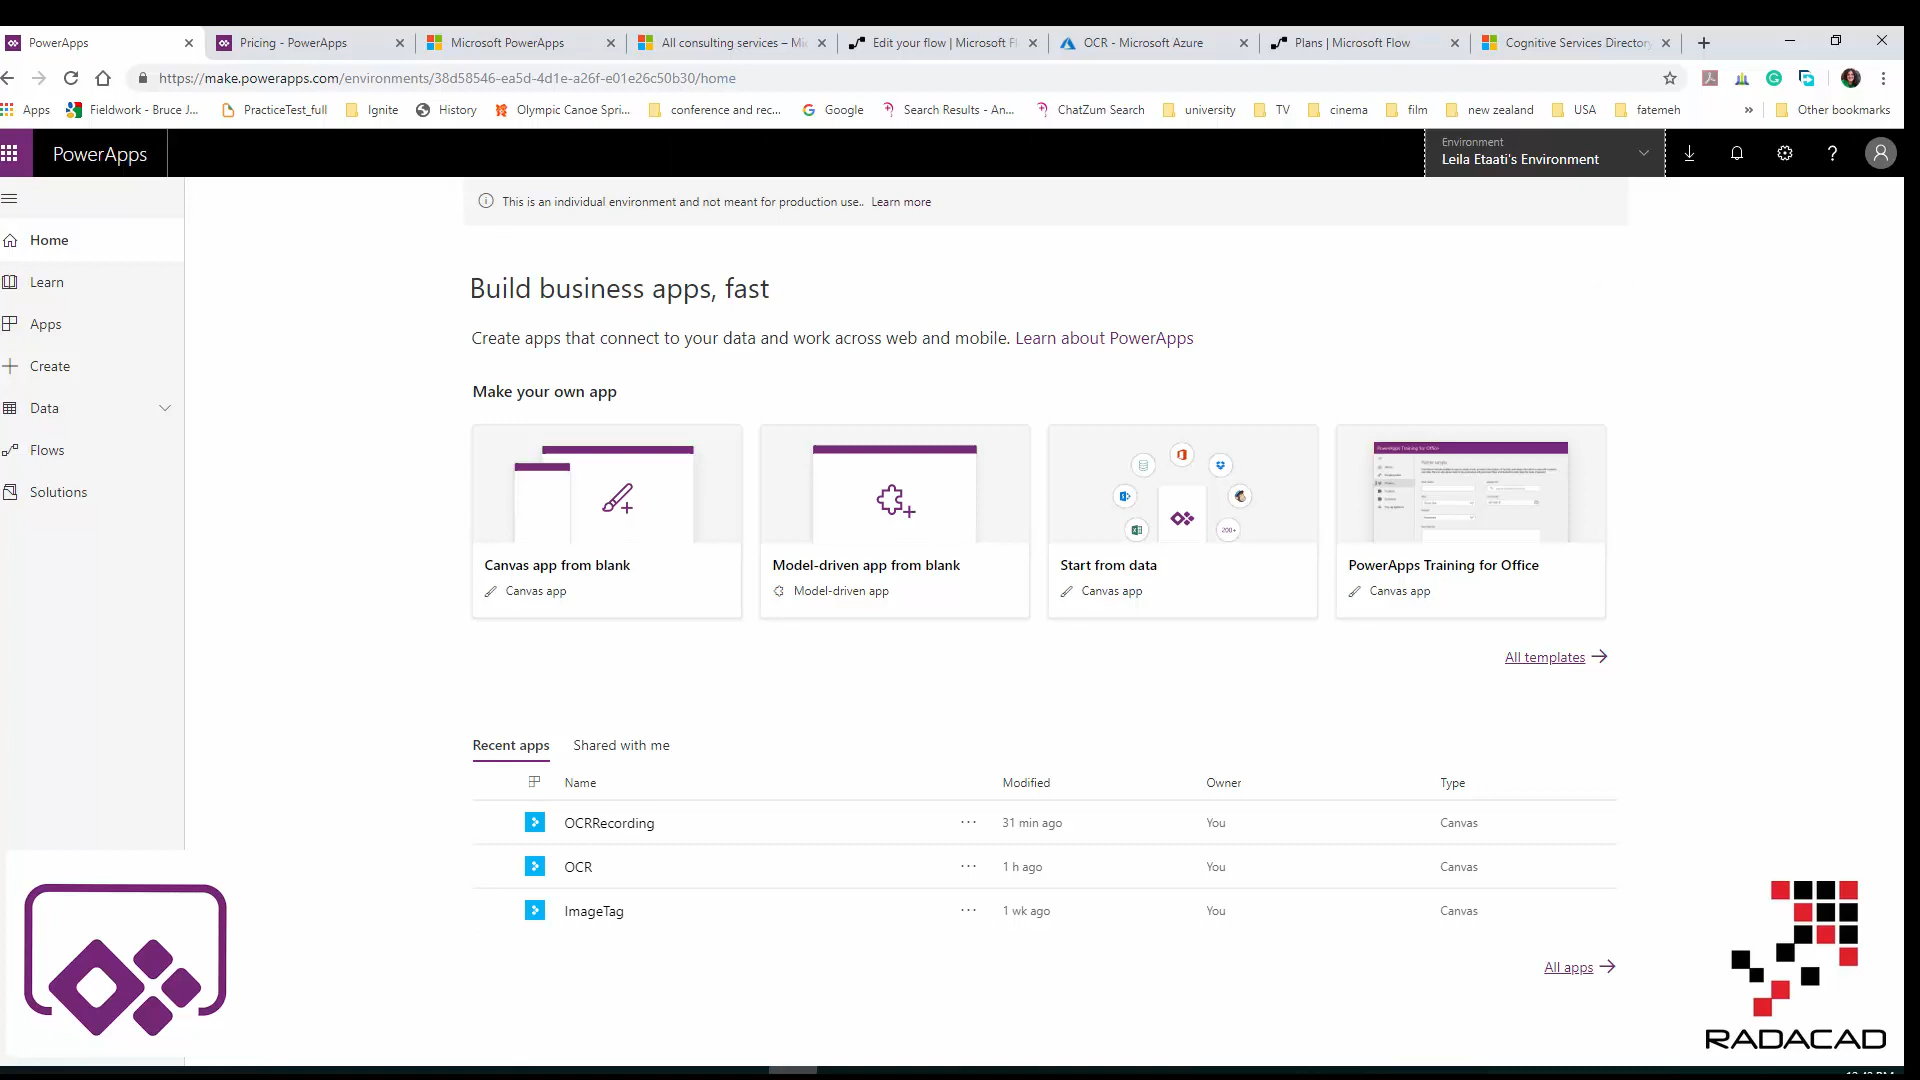 PowerApps
Pricing - PowerApps
Microsoft PowerApps
All consulting services – Mi
Edit your flow | Microsoft Fl
OCR - Microsoft Azure
Plans | Microsoft Flow
Cognitive Services Directory
https://make.powerapps.com/environments/38d58546-ea5d-4d1e-a26f-e01e26c50b30/home
Apps
Fieldwork - Bruce J...
PracticeTest_full
Ignite
History
Olympic Canoe Spri...
conference and rec...
Google
Search Results - An...
ChatZum Search
university
TV
cinema
film
new zealand
USA
fatemeh
»
Other bookmarks
PowerApps
Environment
Leila Etaati's Environment
This is an individual environment and not meant for production use.. Learn more
Home
Learn
Apps
Create
Data
Flows
Solutions
Build business apps, fast
Create apps that connect to your data and work across web and mobile. Learn about PowerApps
Make your own app
200+
PowerApps Training for Office
Canvas app from blank
Canvas app
Model-driven app from blank
Model-driven app
Start from data
Canvas app
PowerApps Training for Office
Canvas app
All templates
Recent apps
Shared with me
Name
Modified
Owner
Type
OCRRecording
...
31 min ago
You
Canvas
OCR
...
1 h ago
You
Canvas
ImageTag
...
1 wk ago
You
Canvas
All apps
RADACAD